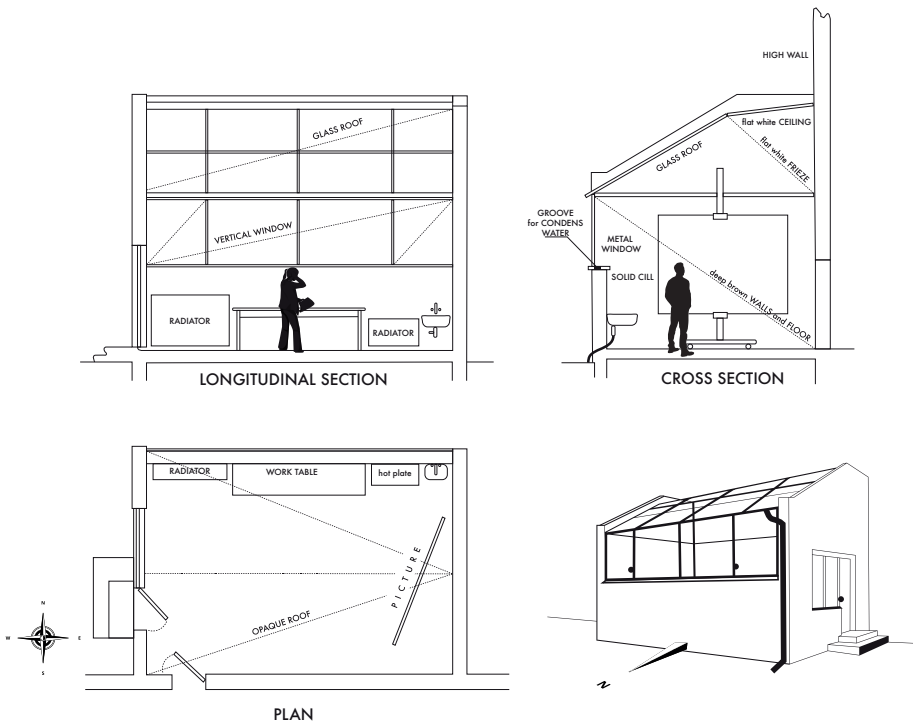 GLASS ROOF
VERTICAL WINDOW
RADIATOR
RADIATOR
LONGITUDINAL SECTION
HIGH WALL
flat white CEILING
flat white FRIEZE
GLASS ROOF
GROOVE
for CONDENS
WATER
METAL
WINDOW
SOLID CILL
deep brown WALLS and FLOOR
CROSS SECTION
RADIATOR
WORK TABLE
hot plate
PICTURE
OPAQUE ROOF
N
W
E
S
PLAN
N